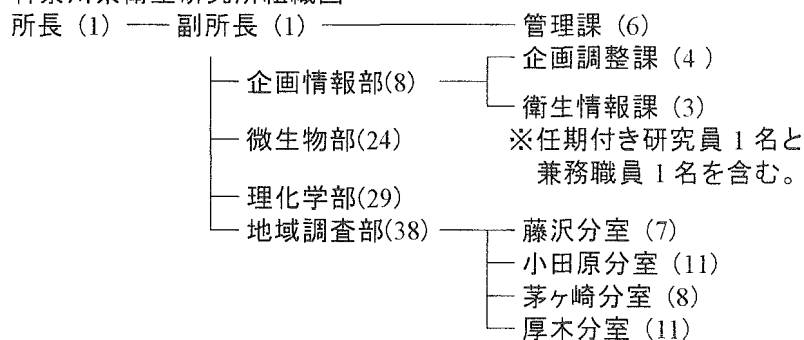 所長（1） 副所長（1） 管理課（6）
企画情報部(8) 企画調整課（4 ）
衛生情報課（3）
微生物部(24) ※任期付き研究員 1 名と
兼務職員 1 名を含む。
理化学部(29)
地域調査部(38) 藤沢分室（7）
小田原分室（11）
茅ヶ崎分室（8）
厚木分室（11）